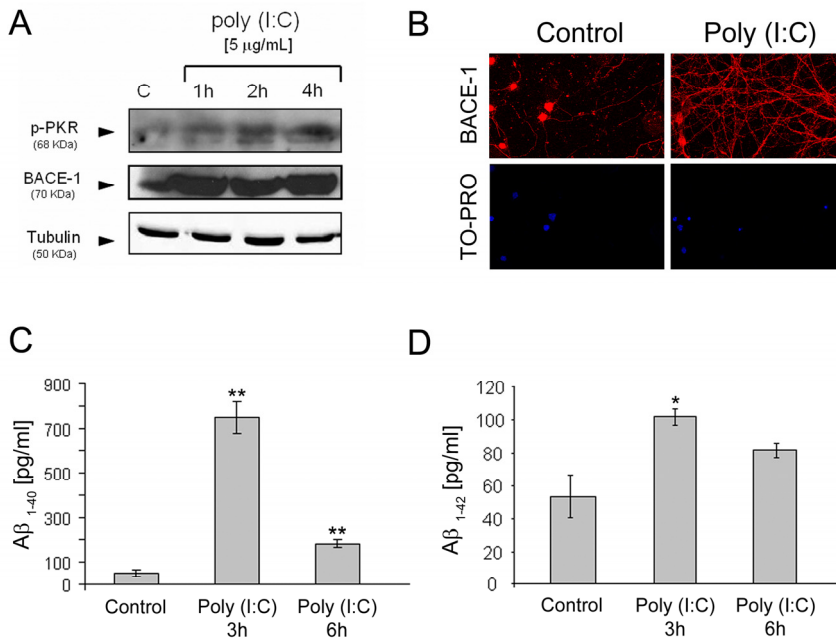 A
poly (I:C)
[5 µg/mL]
C 1h 2h 4h
p-PKR
(68 KDa)
BACE-1
(70 KDa)
Tubulin
(50 KDa)
B
Control Poly (I:C)
BACE-1
TO-PRO
C
Aβ 1-40 [pg/ml]
900
700
500
300
100
0
**
**
Control Poly (I:C) Poly (I:C)
3h 6h
D
Aβ 1-42 [pg/ml]
120
100
80
60
40
20
0
*
Control Poly (I:C) Poly (I:C)
3h 6h